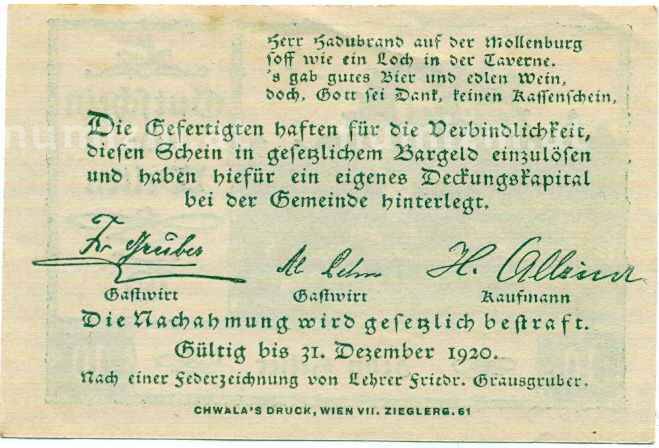 Herr Hadubrand auf der Mollenburg
soff wie ein Loch in der Taverne.
's gab gutes Bier und edlen Wein,
doch, Gott sei Dank, keinen Kassenschein.
Die Gefertigten haften für die Verbindlichkeit,
diesen Schein in gesetzlichem Bargeld einzulösen
und haben hiefür ein eigenes Deckungskapital
bei der Gemeinde hinterlegt.
Fr. Gruber
H.
Gastwirt Gastwirt Kaufmann
Die Nachahmung wird gesetzlich bestraft.
Gültig bis 31. Dezember 1920.
Nach einer Federzeichnung von Lehrer Friedr. Grausgruber.
CHWALA'S DRUCK, WIEN VII. ZIEGLERG. 61